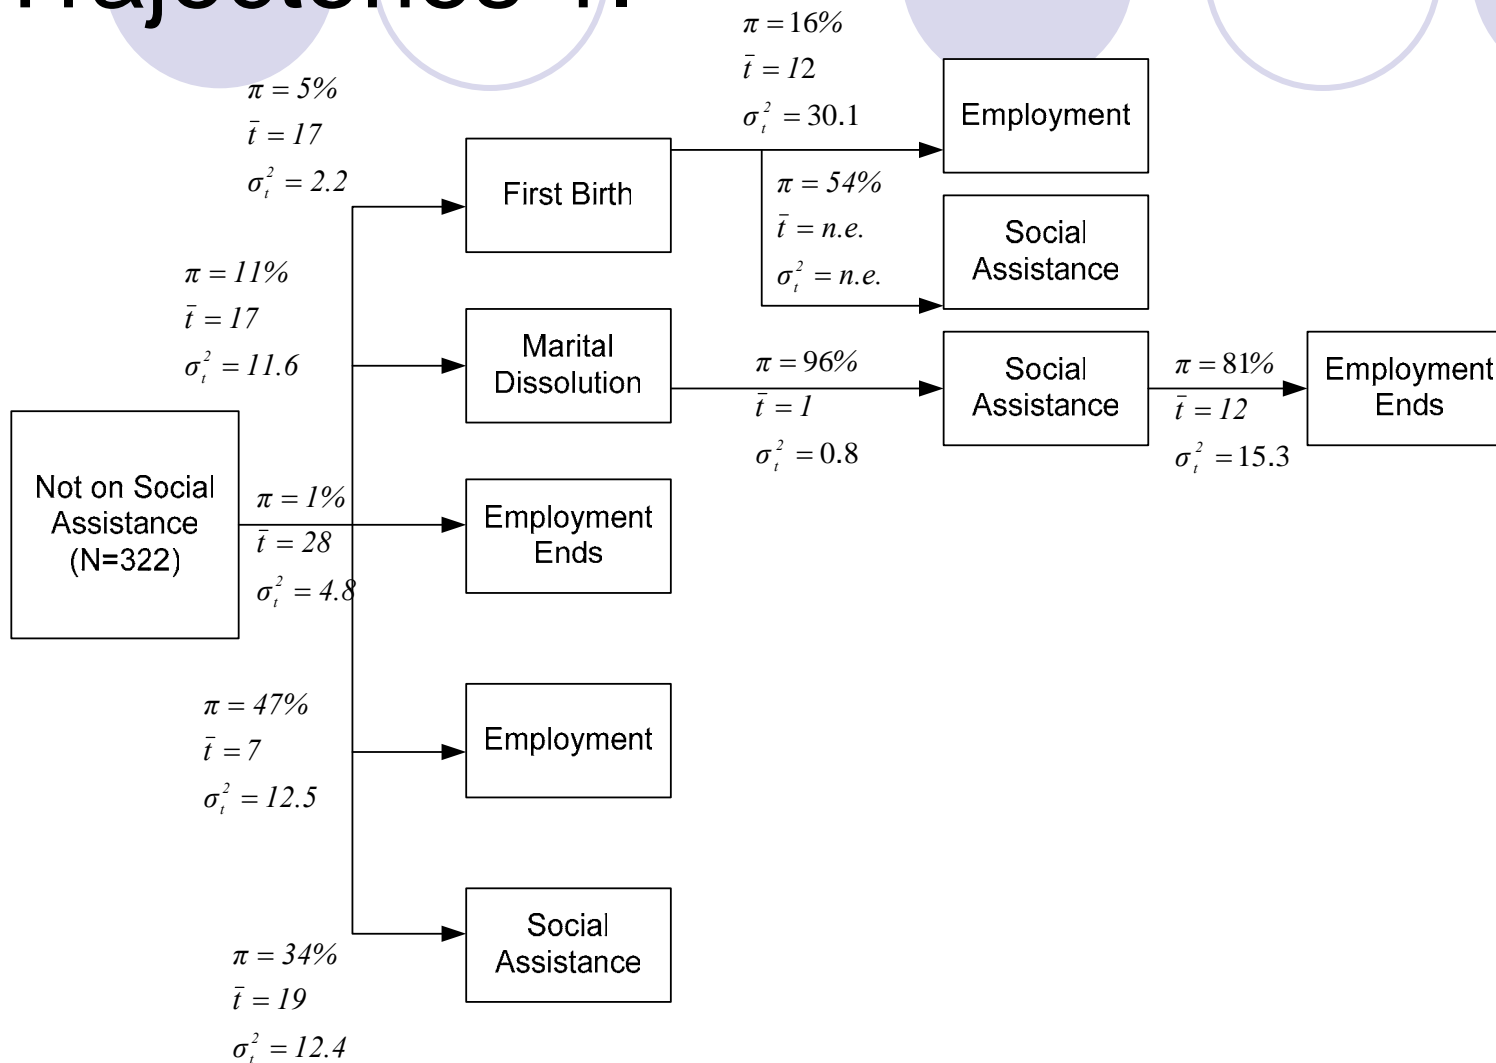 Trajectories 1:
π = 16%
t̄ = 12
σ²ₜ = 30.1
Employment
π = 5%
t̄ = 17
σ²ₜ = 2.2
First Birth
π = 54%
t̄ = n.e.
σ²ₜ = n.e.
Social
Assistance
π = 11%
t̄ = 17
σ²ₜ = 11.6
Marital
Dissolution
π = 96%
t̄ = 1
σ²ₜ = 0.8
Social
Assistance
π = 81%
t̄ = 12
σ²ₜ = 15.3
Employment
Ends
Not on Social
Assistance
(N=322)
π = 1%
t̄ = 28
σ²ₜ = 4.8
Employment
Ends
π = 47%
t̄ = 7
σ²ₜ = 12.5
Employment
π = 34%
t̄ = 19
σ²ₜ = 12.4
Social
Assistance